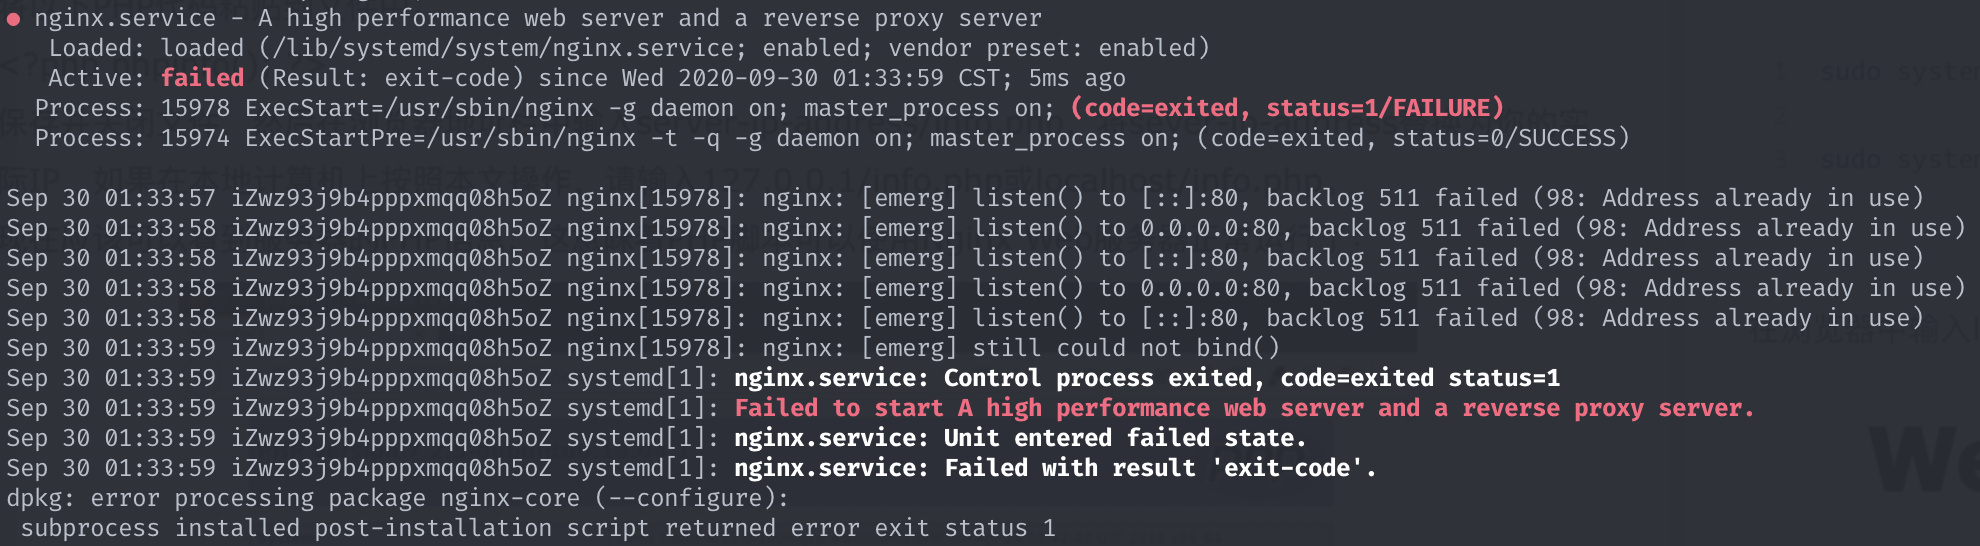 ● nginx.service - A high performance web server and a reverse proxy server
Loaded: loaded (/lib/systemd/system/nginx.service; enabled; vendor preset: enabled)
Active: failed (Result: exit-code) since Wed 2020-09-30 01:33:59 CST; 5ms ago
Process: 15978 ExecStart=/usr/sbin/nginx -g daemon on; master_process on; (code=exited, status=1/FAILURE)
Process: 15974 ExecStartPre=/usr/sbin/nginx -t -q -g daemon on; master_process on; (code=exited, status=0/SUCCESS)
Sep 30 01:33:57 iZwz93j9b4pppxmqq08h5oZ nginx[15978]: nginx: [emerg] listen() to [::]:80, backlog 511 failed (98: Address already in use)
Sep 30 01:33:58 iZwz93j9b4pppxmqq08h5oZ nginx[15978]: nginx: [emerg] listen() to 0.0.0.0:80, backlog 511 failed (98: Address already in use)
Sep 30 01:33:58 iZwz93j9b4pppxmqq08h5oZ nginx[15978]: nginx: [emerg] listen() to [::]:80, backlog 511 failed (98: Address already in use)
Sep 30 01:33:58 iZwz93j9b4pppxmqq08h5oZ nginx[15978]: nginx: [emerg] listen() to 0.0.0.0:80, backlog 511 failed (98: Address already in use)
Sep 30 01:33:58 iZwz93j9b4pppxmqq08h5oZ nginx[15978]: nginx: [emerg] listen() to [::]:80, backlog 511 failed (98: Address already in use)
Sep 30 01:33:59 iZwz93j9b4pppxmqq08h5oZ nginx[15978]: nginx: [emerg] still could not bind()
Sep 30 01:33:59 iZwz93j9b4pppxmqq08h5oZ systemd[1]: nginx.service: Control process exited, code=exited status=1
Sep 30 01:33:59 iZwz93j9b4pppxmqq08h5oZ systemd[1]: Failed to start A high performance web server and a reverse proxy server.
Sep 30 01:33:59 iZwz93j9b4pppxmqq08h5oZ systemd[1]: nginx.service: Unit entered failed state.
Sep 30 01:33:59 iZwz93j9b4pppxmqq08h5oZ systemd[1]: nginx.service: Failed with result 'exit-code'.
dpkg: error processing package nginx-core (--configure):
subprocess installed post-installation script returned error exit status 1